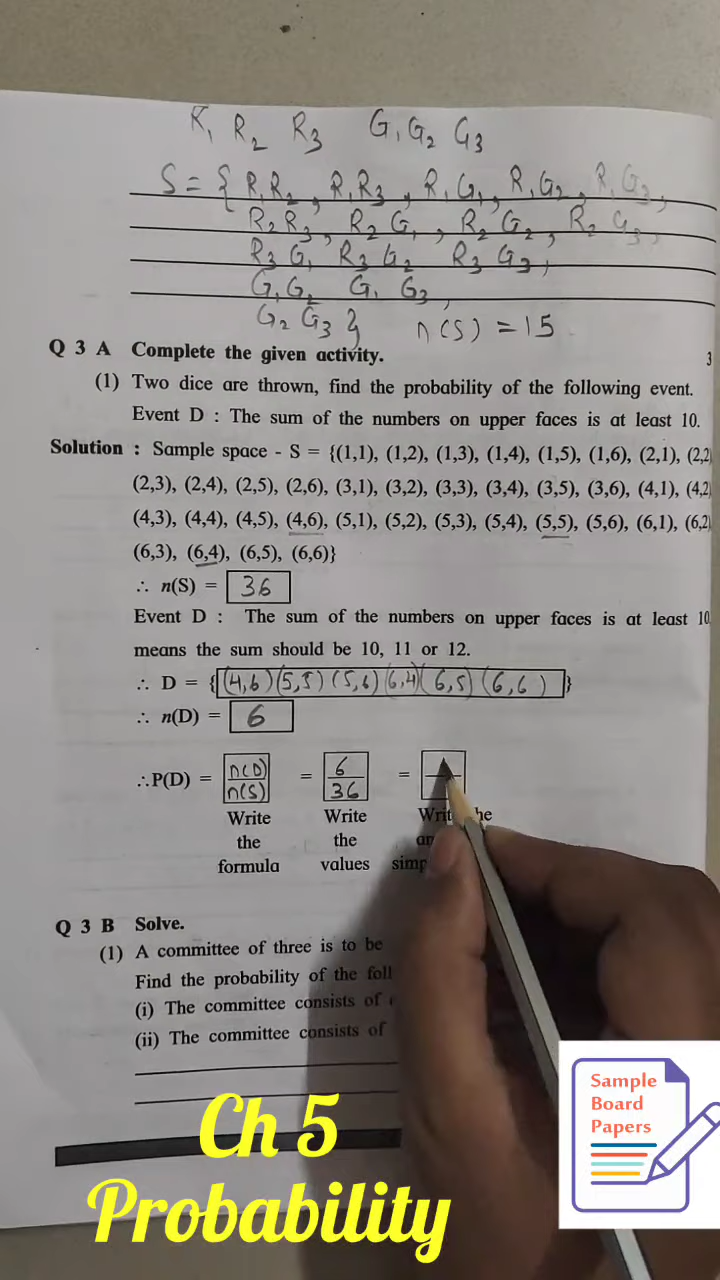 R₁ R₂ R₃ G₁ G₂ G₃
S = { R₁R₂, R₁R₃, R₁G₁, R₁G₂, R₁G₃,
R₂R₃, R₂G₁, R₂G₂, R₂G₃,
R₃G₁ R₃G₂ R₃G₃,
G₁G₂ G₁G₃,
G₂G₃ } n(S) = 15
Q 3 A Complete the given activity. 3
(1) Two dice are thrown, find the probability of the following event.
Event D : The sum of the numbers on upper faces is at least 10.
Solution : Sample space - S = {(1,1), (1,2), (1,3), (1,4), (1,5), (1,6), (2,1), (2,2
(2,3), (2,4), (2,5), (2,6), (3,1), (3,2), (3,3), (3,4), (3,5), (3,6), (4,1), (4,2
(4,3), (4,4), (4,5), (4,6), (5,1), (5,2), (5,3), (5,4), (5,5), (5,6), (6,1), (6,2
(6,3), (6,4), (6,5), (6,6)}
∴ n(S) = 36
Event D : The sum of the numbers on upper faces is at least 10
means the sum should be 10, 11 or 12.
∴ D = { (4,6) (5,5) (5,6) (6,4) (6,5) (6,6) }
∴ n(D) = 6
∴P(D) = n(D)/n(S) = 6/36 =
Write Write
the the
formula values
Q 3 B Solve.
(1) A committee of three is to be
Find the probability of the
(i) The committee consists of
(ii) The committee consists of
Sample
Board
Papers
Ch 5
Probability